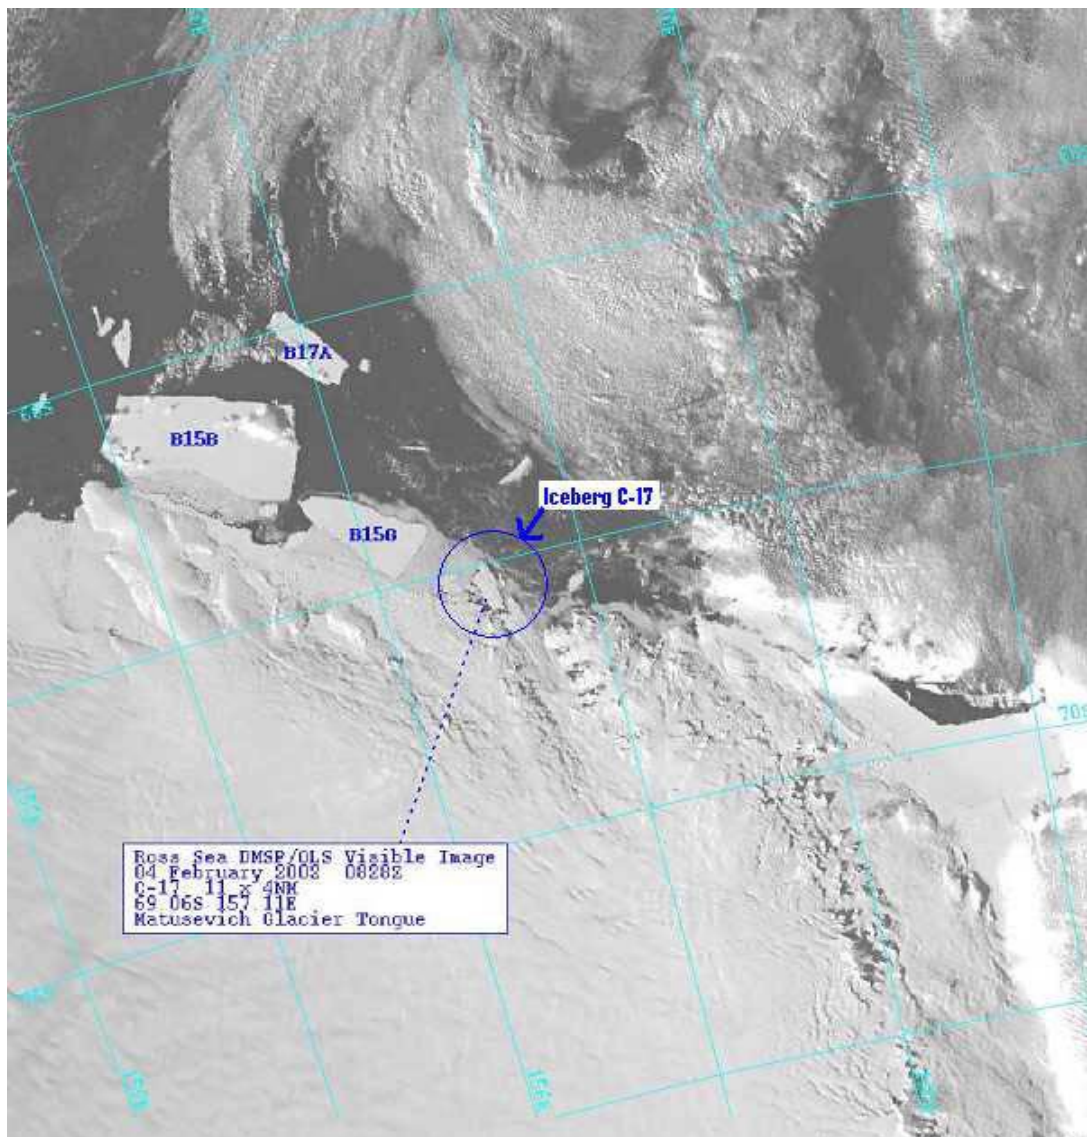 B17A
B15B
Iceberg C-17
B15G
70S
Ross Sea DMSP/OLS Visible Image
04 February 2002 0828Z
C-17 11 x 4NM
69 06S 157 11E
Matusevich Glacier Tongue